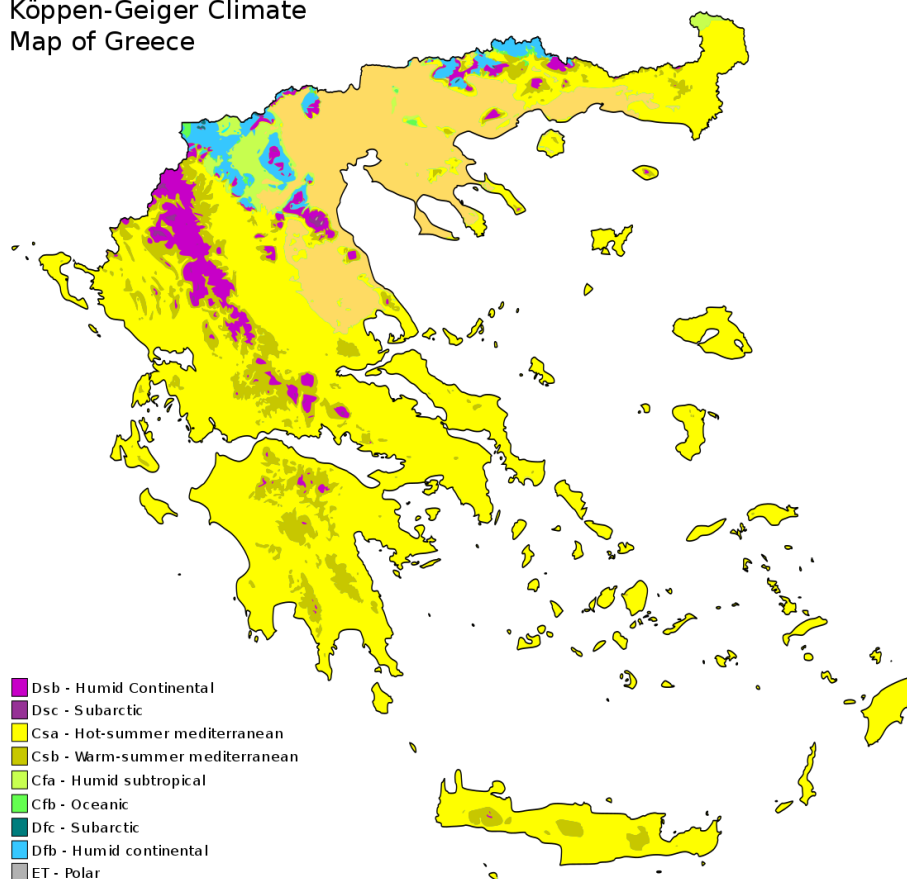 Köppen-Geiger Climate
Map of Greece
Dsb - Humid Continental
Dsc - Subarctic
Csa - Hot-summer mediterranean
Csb - Warm-summer mediterranean
Cfa - Humid subtropical
Cfb - Oceanic
Dfc - Subarctic
Dfb - Humid continental
ET - Polar